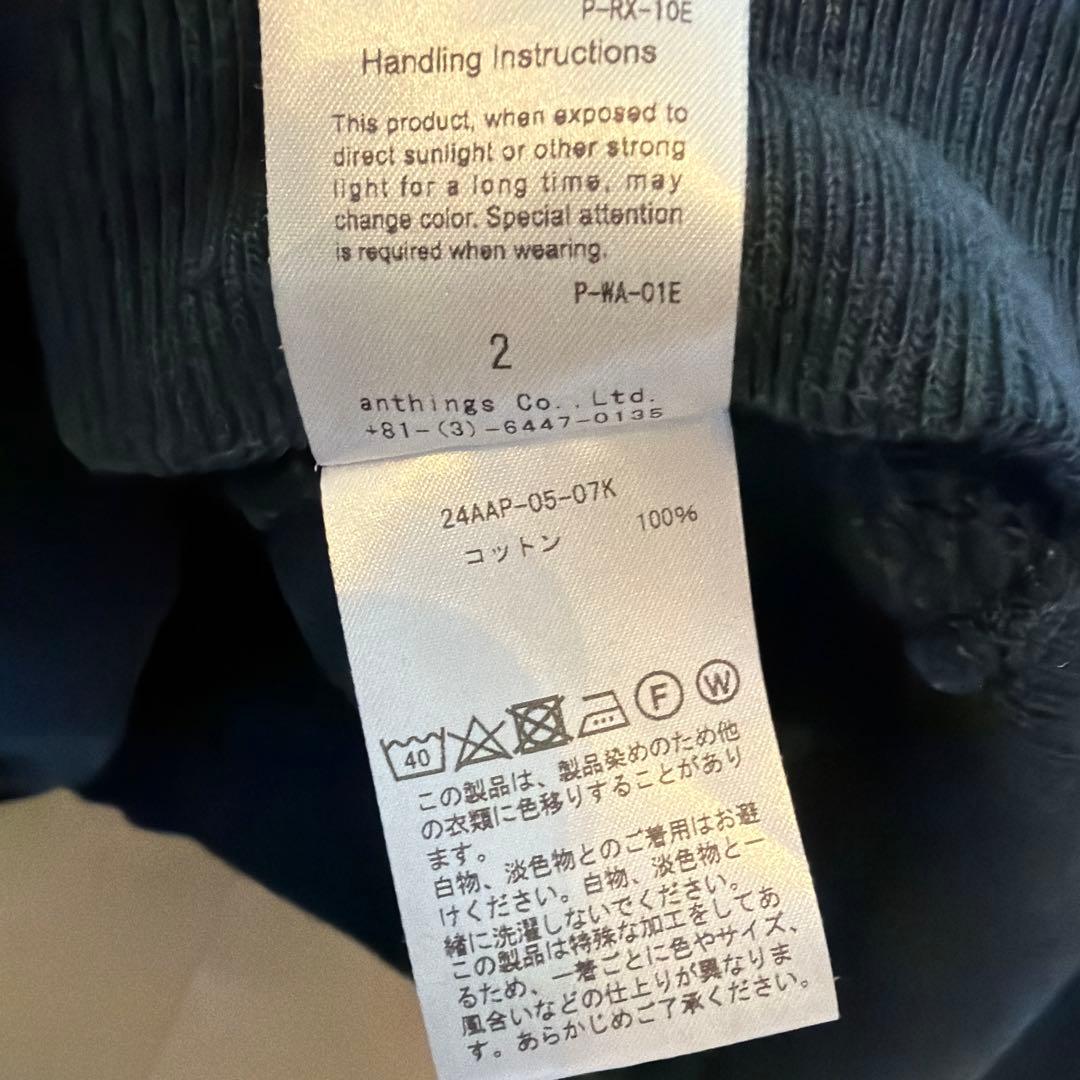 P-RX-10E
Handling Instructions
This product, when exposed to
direct sunlight or other strong
light for a long time, may
change color. Special attention
is required when wearing.
P-WA-01E
2
anthings Co.,Ltd.
+81-(3)-6447-0135
24AAP-05-07K
コットン 100%
40 F W
この製品は、製品染めのため他
の衣類に色移りすることがあり
ます。
白物、淡色物とのご着用はお避
けください。白物、淡色物と一
緒に洗濯しないでください。
この製品は特殊な加工をしてあ
るため、一着ごとに色やサイズ、
風合いなどの仕上りが異なりま
す。あらかじめご了承ください。